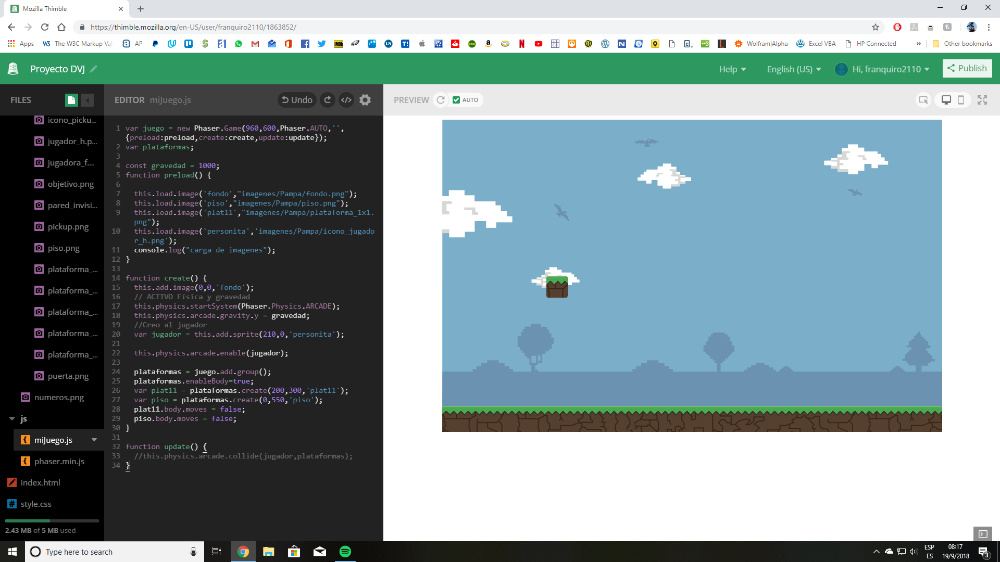 Mozilla Thimble
https://thimble.mozilla.org/en-US/user/franquiro2110/1863852/
Apps
The W3C Markup Va
AP
Wolfram|Alpha
Excel VBA
HP Connected
»
Other bookmarks
Proyecto DVJ
Help
English (US)
Hi, franquiro2110
Publish
FILES
EDITOR miJuego.js
Undo
PREVIEW
AUTO
icono_picku...
jugador_h.p...
jugadora_f....
objetivo.png
pared_invisi...
pickup.png
piso.png
plataforma_...
plataforma_...
plataforma_...
plataforma_...
plataforma_...
puerta.png
numeros.png
js
miJuego.js
phaser.min.js
index.html
style.css
2.43 MB of 5 MB used
1 var juego = new Phaser.Game(960,600,Phaser.AUTO,'',
{preload:preload,create:create,update:update});
2 var plataformas;
3
4 const gravedad = 1000;
5 function preload() {
6
7 this.load.image('fondo',"imagenes/Pampa/fondo.png");
8 this.load.image('piso',"imagenes/Pampa/piso.png");
9 this.load.image('plat11',"imagenes/Pampa/plataforma_1x1.
png");
10 this.load.image('personita','imagenes/Pampa/icono_jugado
r_h.png');
11 console.log("carga de imagenes");
12 }
13
14 function create() {
15 this.add.image(0,0,'fondo');
16 // ACTIVO Física y gravedad
17 this.physics.startSystem(Phaser.Physics.ARCADE);
18 this.physics.arcade.gravity.y = gravedad;
19 //Creo al jugador
20 var jugador = this.add.sprite(210,0,'personita');
21
22 this.physics.arcade.enable(jugador);
23
24 plataformas = juego.add.group();
25 plataformas.enableBody=true;
26 var plat11 = plataformas.create(200,300,'plat11');
27 var piso = plataformas.create(0,550,'piso');
28 plat11.body.moves = false;
29 piso.body.moves = false;
30 }
31
32 function update() {
33 //this.physics.arcade.collide(jugador,plataformas);
34 }
Type here to search
ESP
ES
08:17
19/9/2018
3